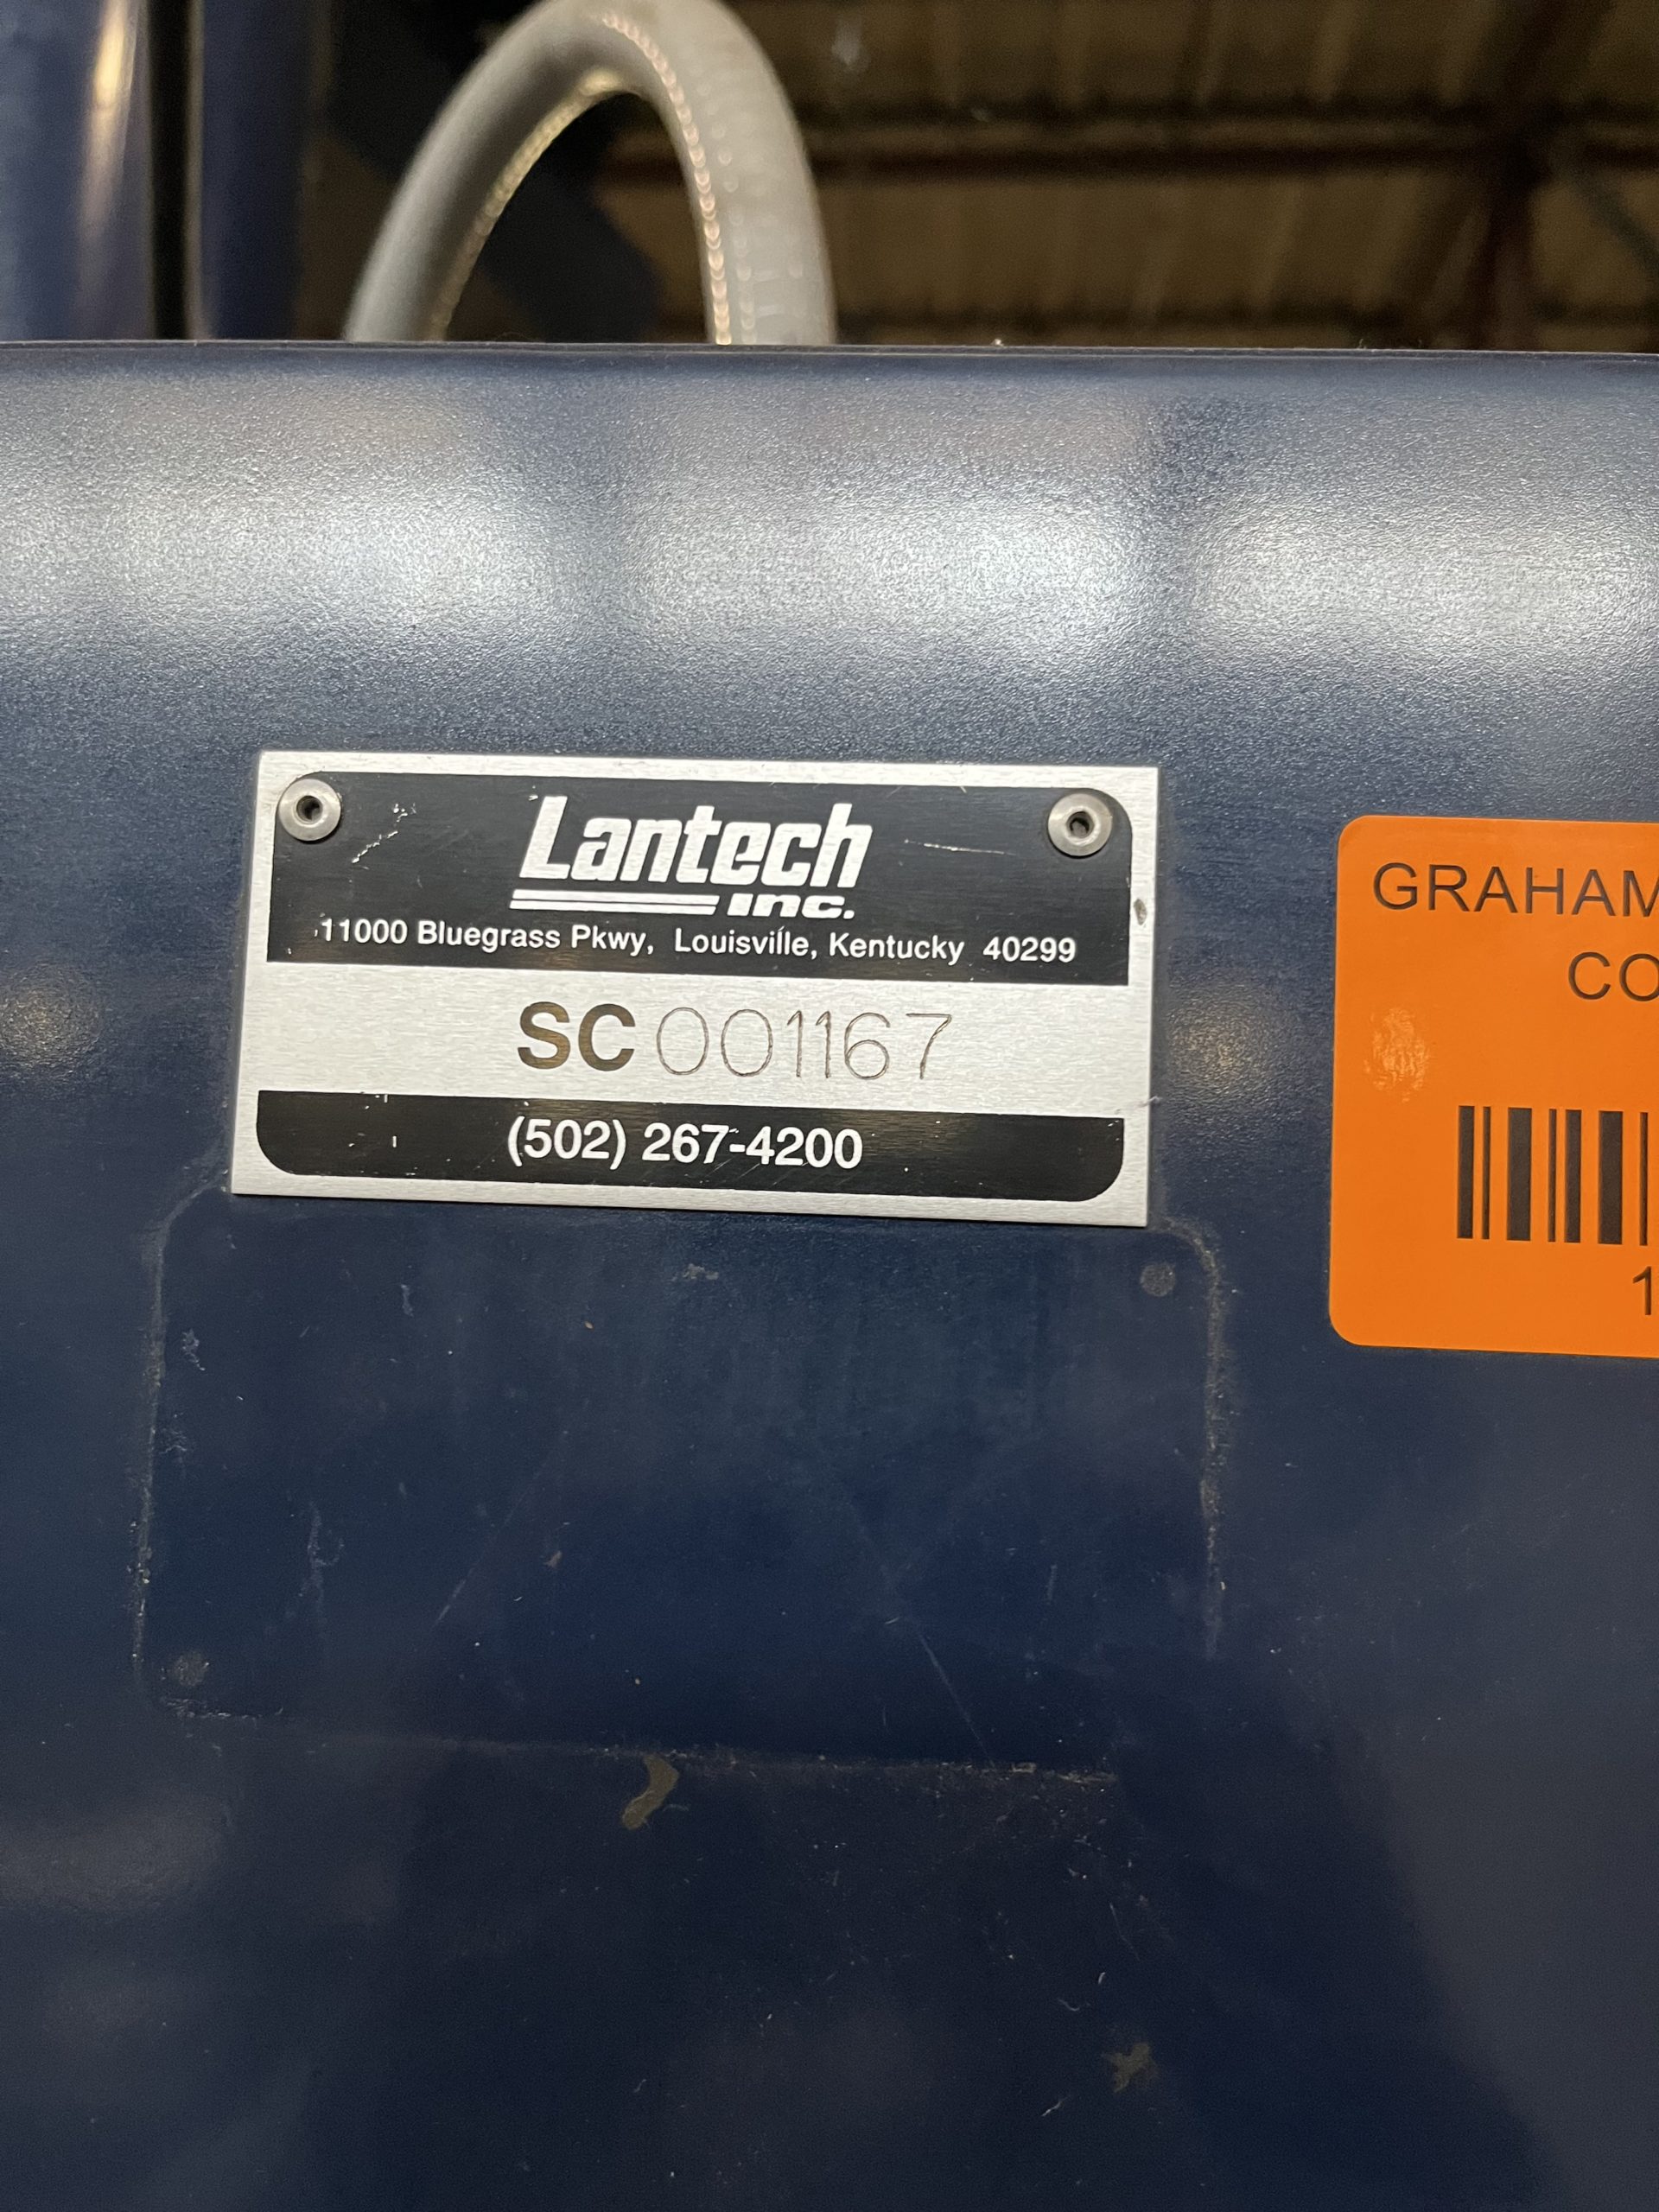 Lantech
inc.
11000 Bluegrass Pkwy, Louisville, Kentucky 40299
SC 001167
(502) 267-4200
GRAHAM
CO
1